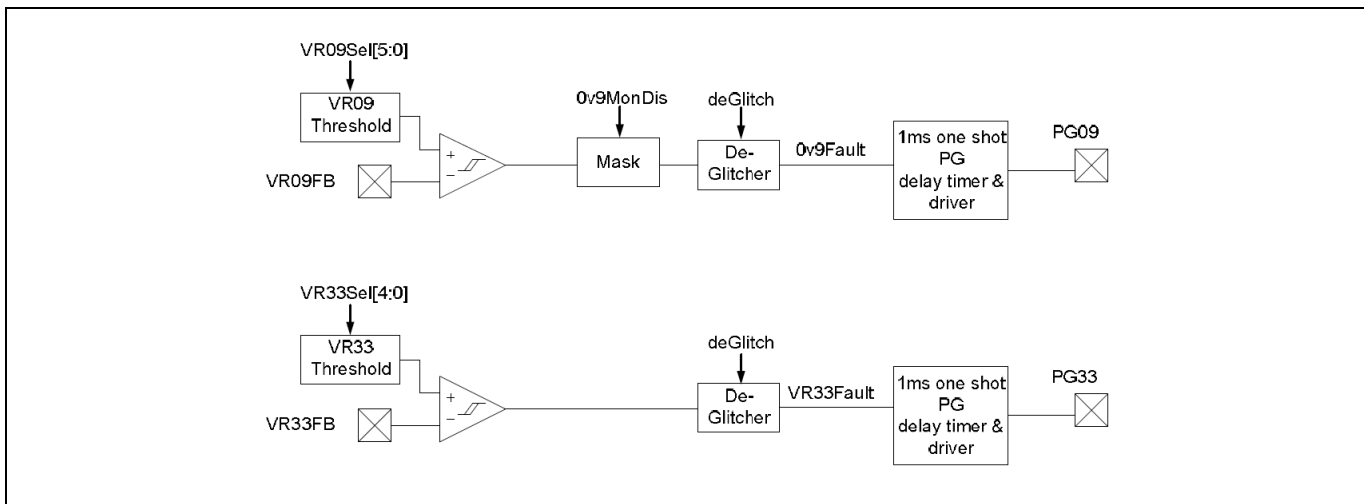 VR09Sel[5:0]
VR09
Threshold
VR09FB
+
−
0v9MonDis
Mask
deGlitch
De-
Glitcher
0v9Fault
1ms one shot
PG
delay timer &
driver
PG09
VR33Sel[4:0]
VR33
Threshold
VR33FB
+
−
deGlitch
De-
Glitcher
VR33Fault
1ms one shot
PG
delay timer &
driver
PG33